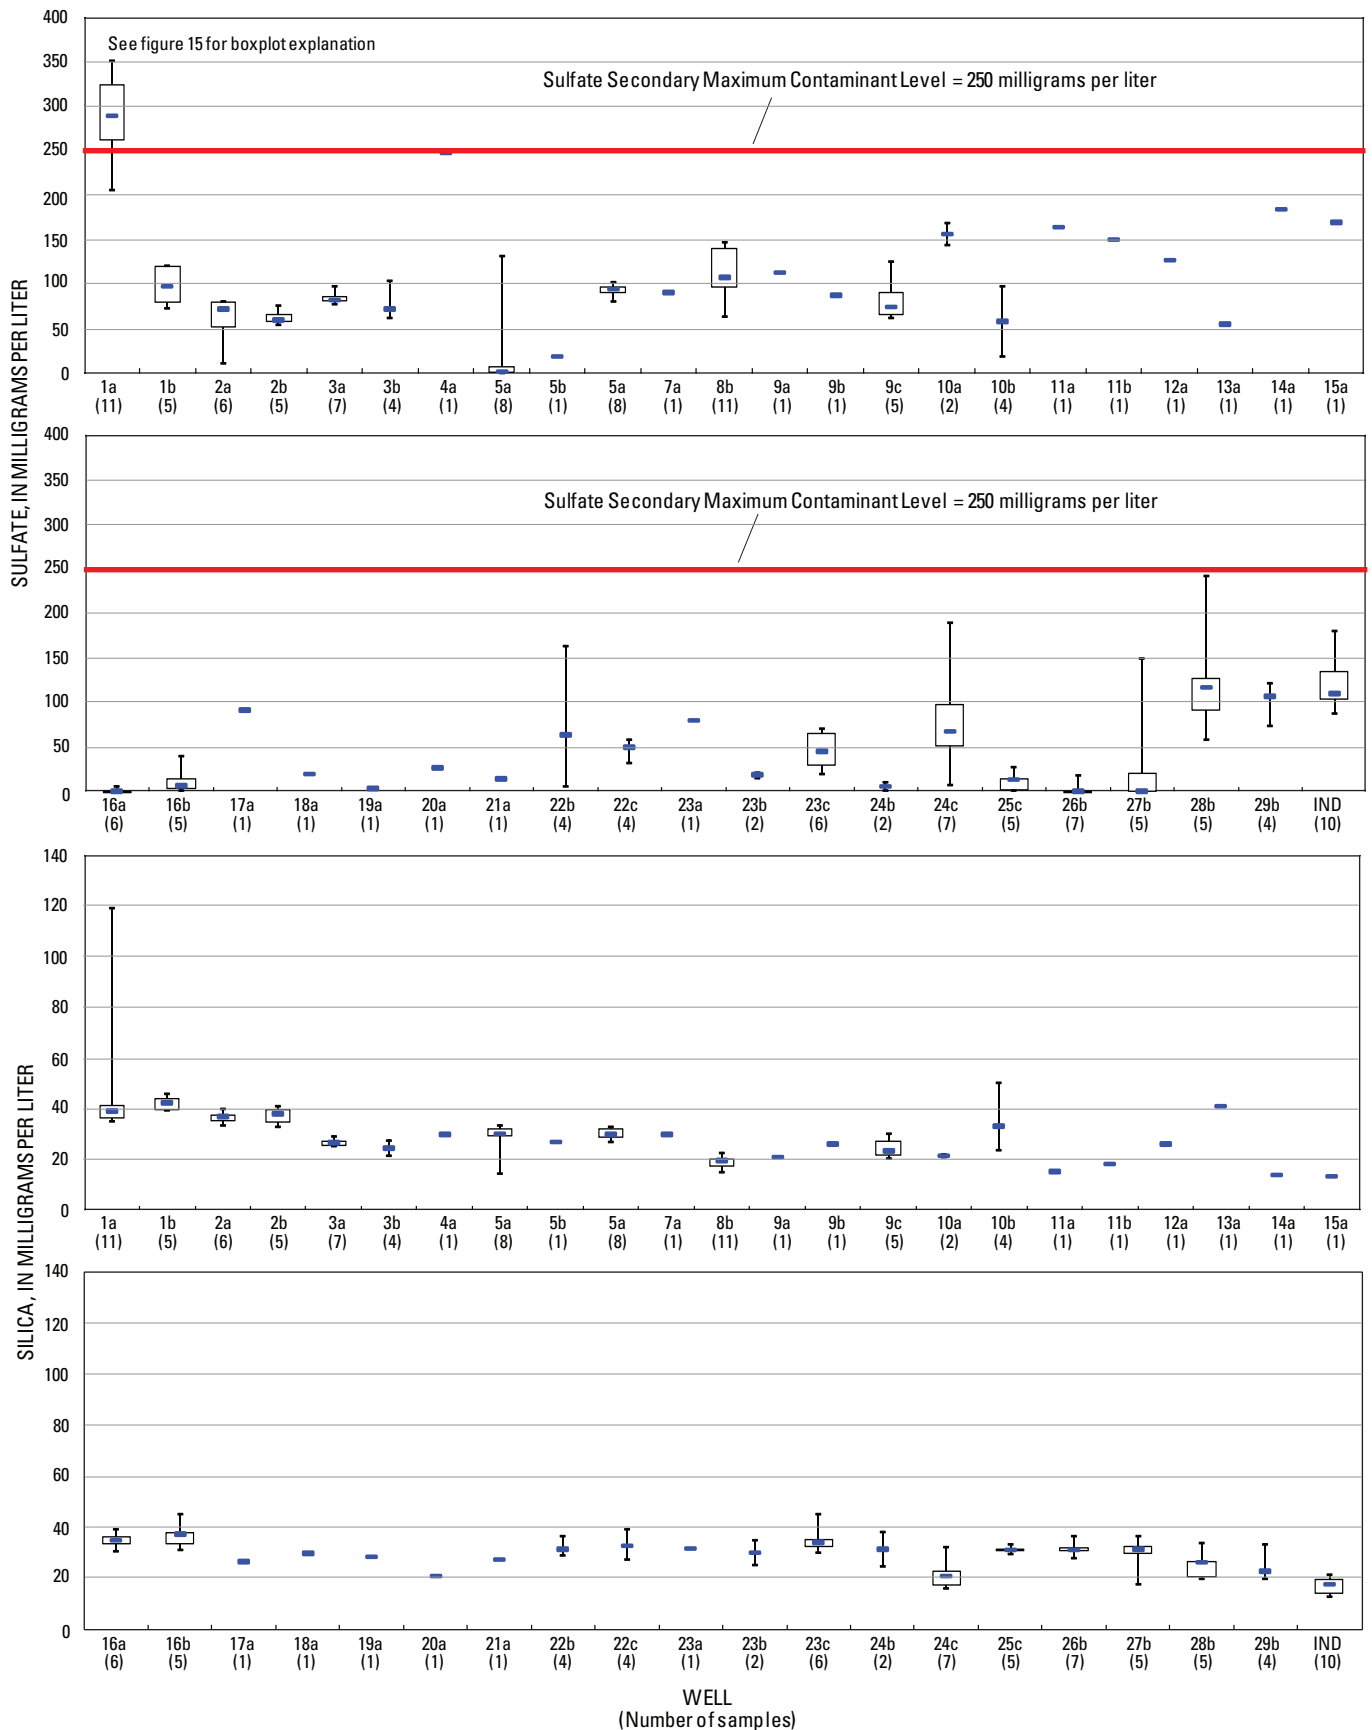 400
See figure 15 for boxplot explanation
350
Sulfate Secondary Maximum Contaminant Level = 250 milligrams per liter
300
250
200
150
100
50
0
1a 1b 2a 2b 3a 3b 4a 5a 5b 5a 7a 8b 9a 9b 9c 10a 10b 11a 11b 12a 13a 14a 15a
(11) (5) (6) (5) (7) (4) (1) (8) (1) (8) (1) (11) (1) (1) (5) (2) (4) (1) (1) (1) (1) (1) (1)
SULFATE, IN MILLIGRAMS PER LITER
400
350
Sulfate Secondary Maximum Contaminant Level = 250 milligrams per liter
300
250
200
150
100
50
0
16a 16b 17a 18a 19a 20a 21a 22b 22c 23a 23b 23c 24b 24c 25c 26b 27b 28b 29b IND
(6) (5) (1) (1) (1) (1) (1) (4) (4) (1) (2) (6) (2) (7) (5) (7) (5) (5) (4) (10)
140
120
100
80
60
40
20
0
1a 1b 2a 2b 3a 3b 4a 5a 5b 5a 7a 8b 9a 9b 9c 10a 10b 11a 11b 12a 13a 14a 15a
(11) (5) (6) (5) (7) (4) (1) (8) (1) (8) (1) (11) (1) (1) (5) (2) (4) (1) (1) (1) (1) (1) (1)
SILICA, IN MILLIGRAMS PER LITER
140
120
100
80
60
40
20
0
16a 16b 17a 18a 19a 20a 21a 22b 22c 23a 23b 23c 24b 24c 25c 26b 27b 28b 29b IND
(6) (5) (1) (1) (1) (1) (1) (4) (4) (1) (2) (6) (2) (7) (5) (7) (5) (5) (4) (10)
WELL
(Number of samples)